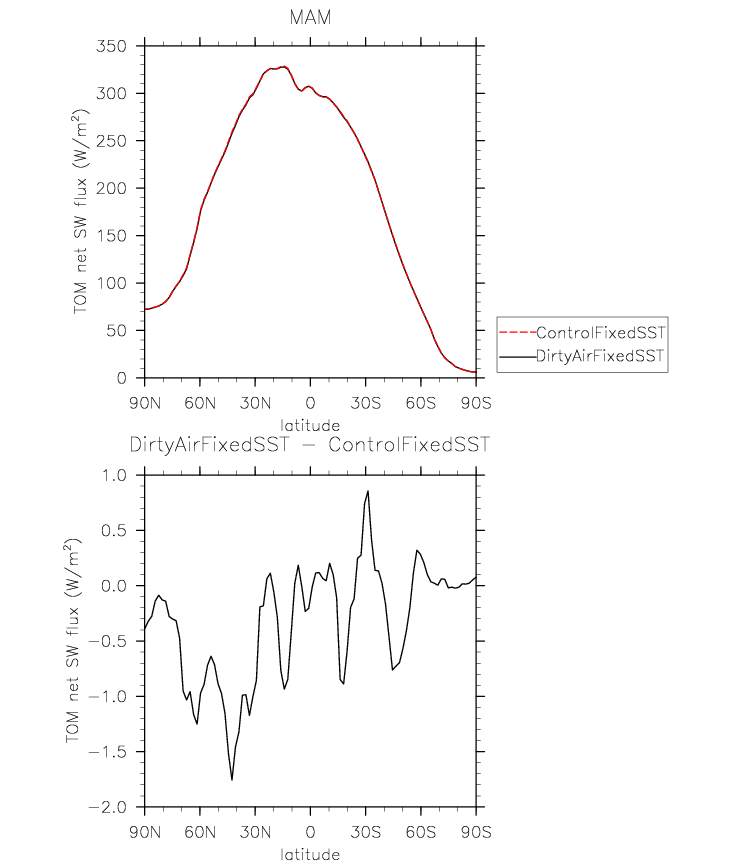 MAM
350
300
250
200
150
100
50
0
TOM net SW flux (W/m²)
90N 60N 30N 0 30S 60S 90S
latitude
ControlFixedSST
DirtyAirFixedSST
DirtyAirFixedSST − ControlFixedSST
1.0
0.5
0.0
−0.5
−1.0
−1.5
−2.0
TOM net SW flux (W/m²)
90N 60N 30N 0 30S 60S 90S
latitude